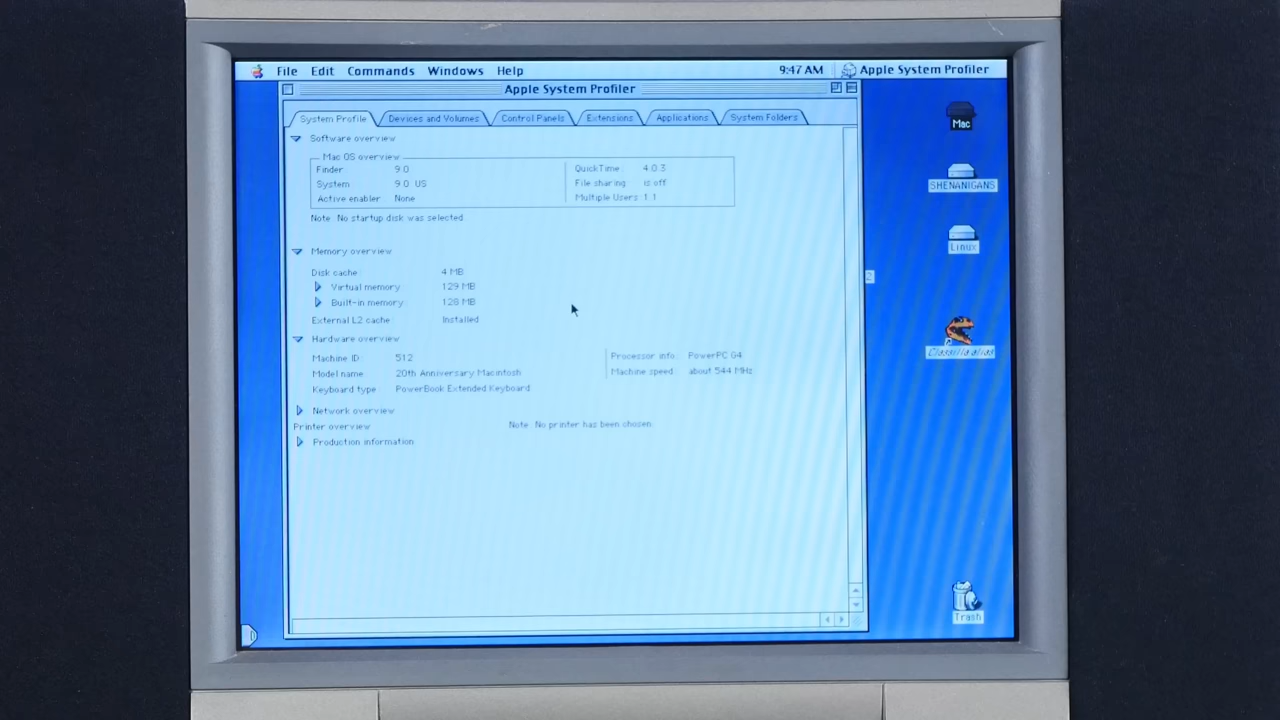 File Edit Commands Windows Help 9:47 AM Apple System Profiler
Apple System Profiler
System Profile Devices and Volumes Control Panels Extensions Applications System Folders
Software overview
Mac OS overview
Finder 9.0 QuickTime: 4.0.3
System 9.0 US File sharing: is off
Active enabler None Multiple Users: 1.1
Note: No startup disk was selected.
Memory overview
Disk cache: 4 MB
Virtual memory: 129 MB
Built-in memory: 128 MB
External L2 cache: Installed
Hardware overview
Machine ID: 512 Processor info: PowerPC G4
Model name: 20th Anniversary Macintosh Machine speed: about 544 MHz
Keyboard type: PowerBook Extended Keyboard
Network overview
Printer overview Note: No printer has been chosen.
Production information
Mac
SHENANIGANS
Linux
2
Classilla alias
Trash